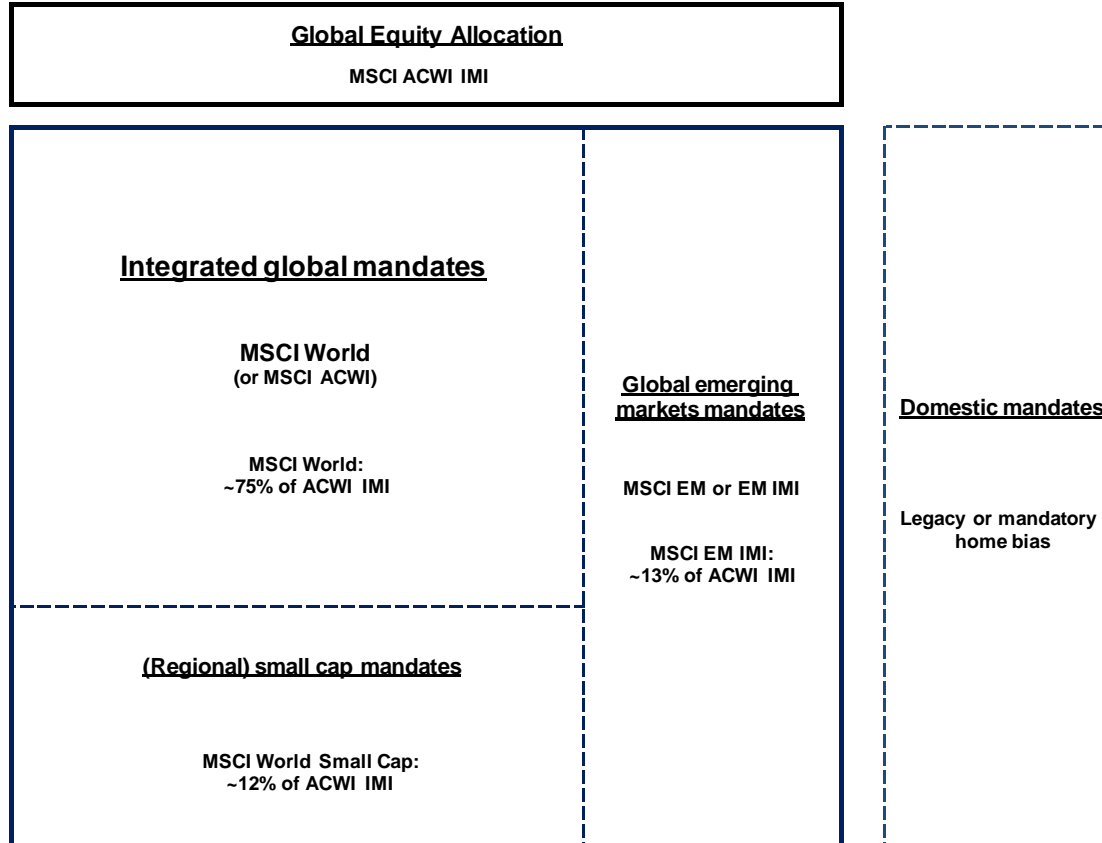 Global Equity Allocation
MSCI ACWI IMI
Integrated global mandates
MSCI World
(or MSCI ACWI)
MSCI World:
~75% of ACWI IMI
(Regional) small cap mandates
MSCI World Small Cap:
~12% of ACWI IMI
Global emerging
markets mandates
MSCI EM or EM IMI
MSCI EM IMI:
~13% of ACWI IMI
Domestic mandates
Legacy or mandatory
home bias